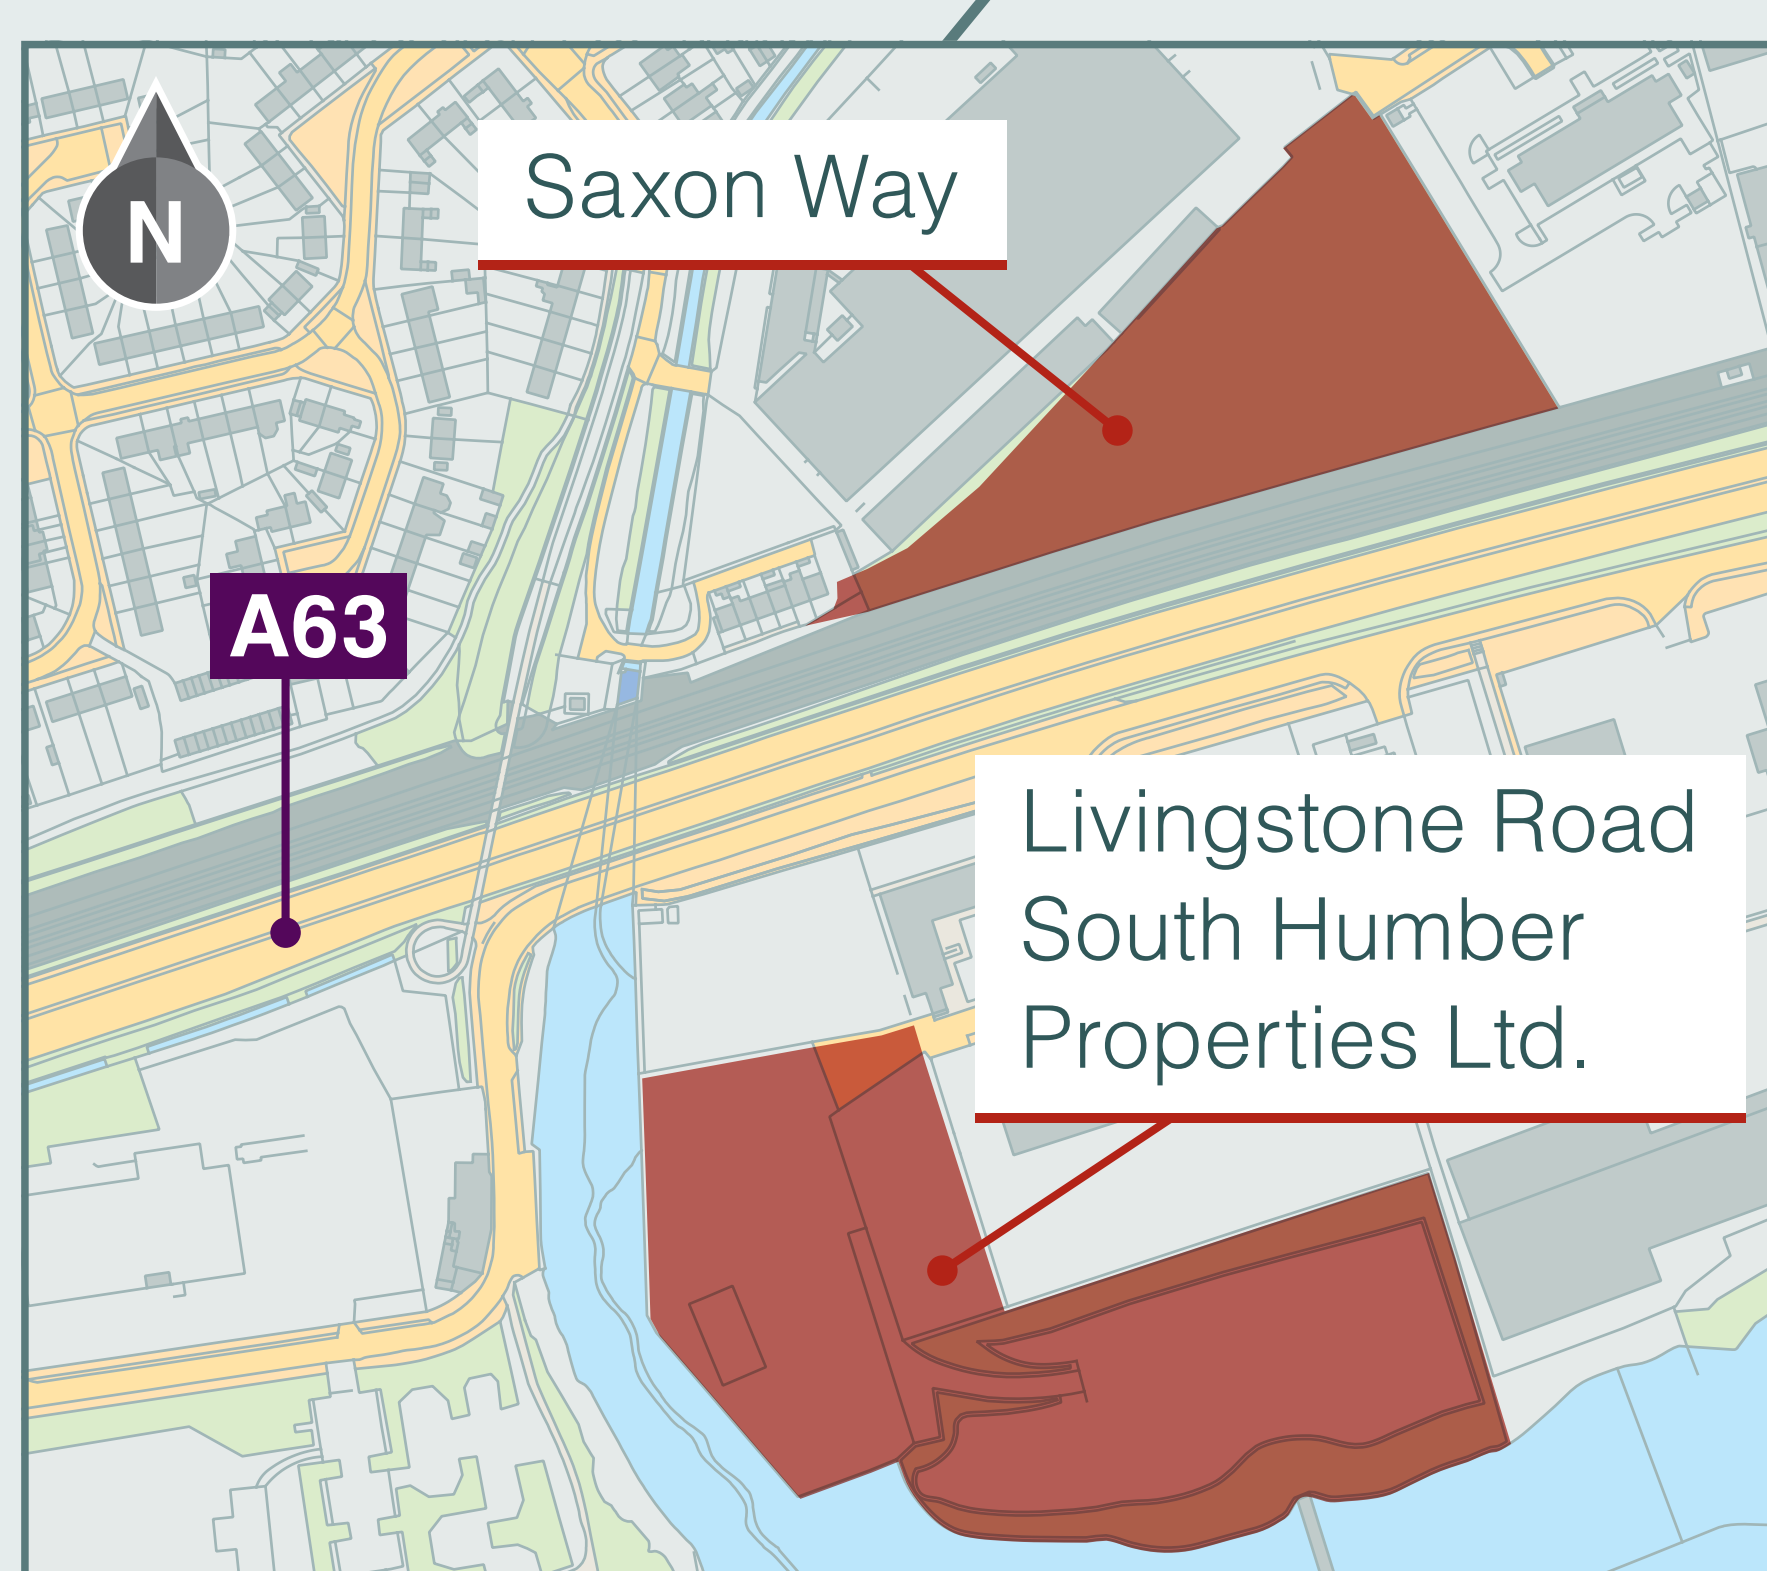 N
Saxon Way
A63
Livingstone Road
South Humber
Properties Ltd.